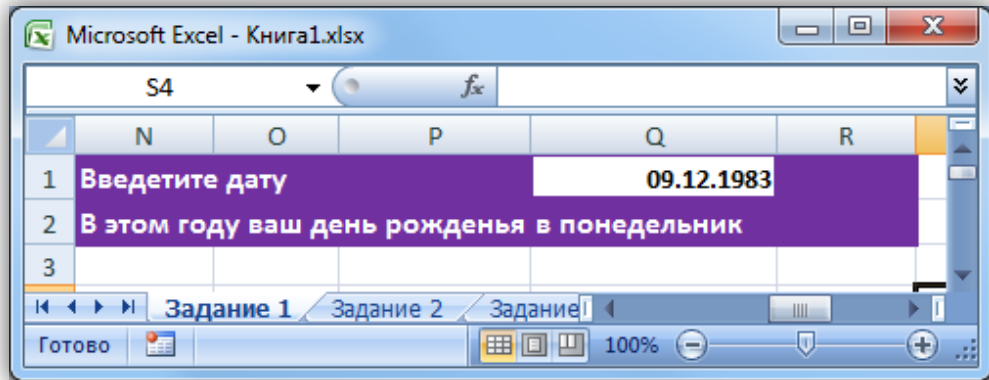 Microsoft Excel - Книга1.xlsx
S4 fx
N O P Q R
1 Введетите дату 09.12.1983
2 В этом году ваш день рожденья в понедельник
3
Задание 1 Задание 2 Задание
Готово 100%